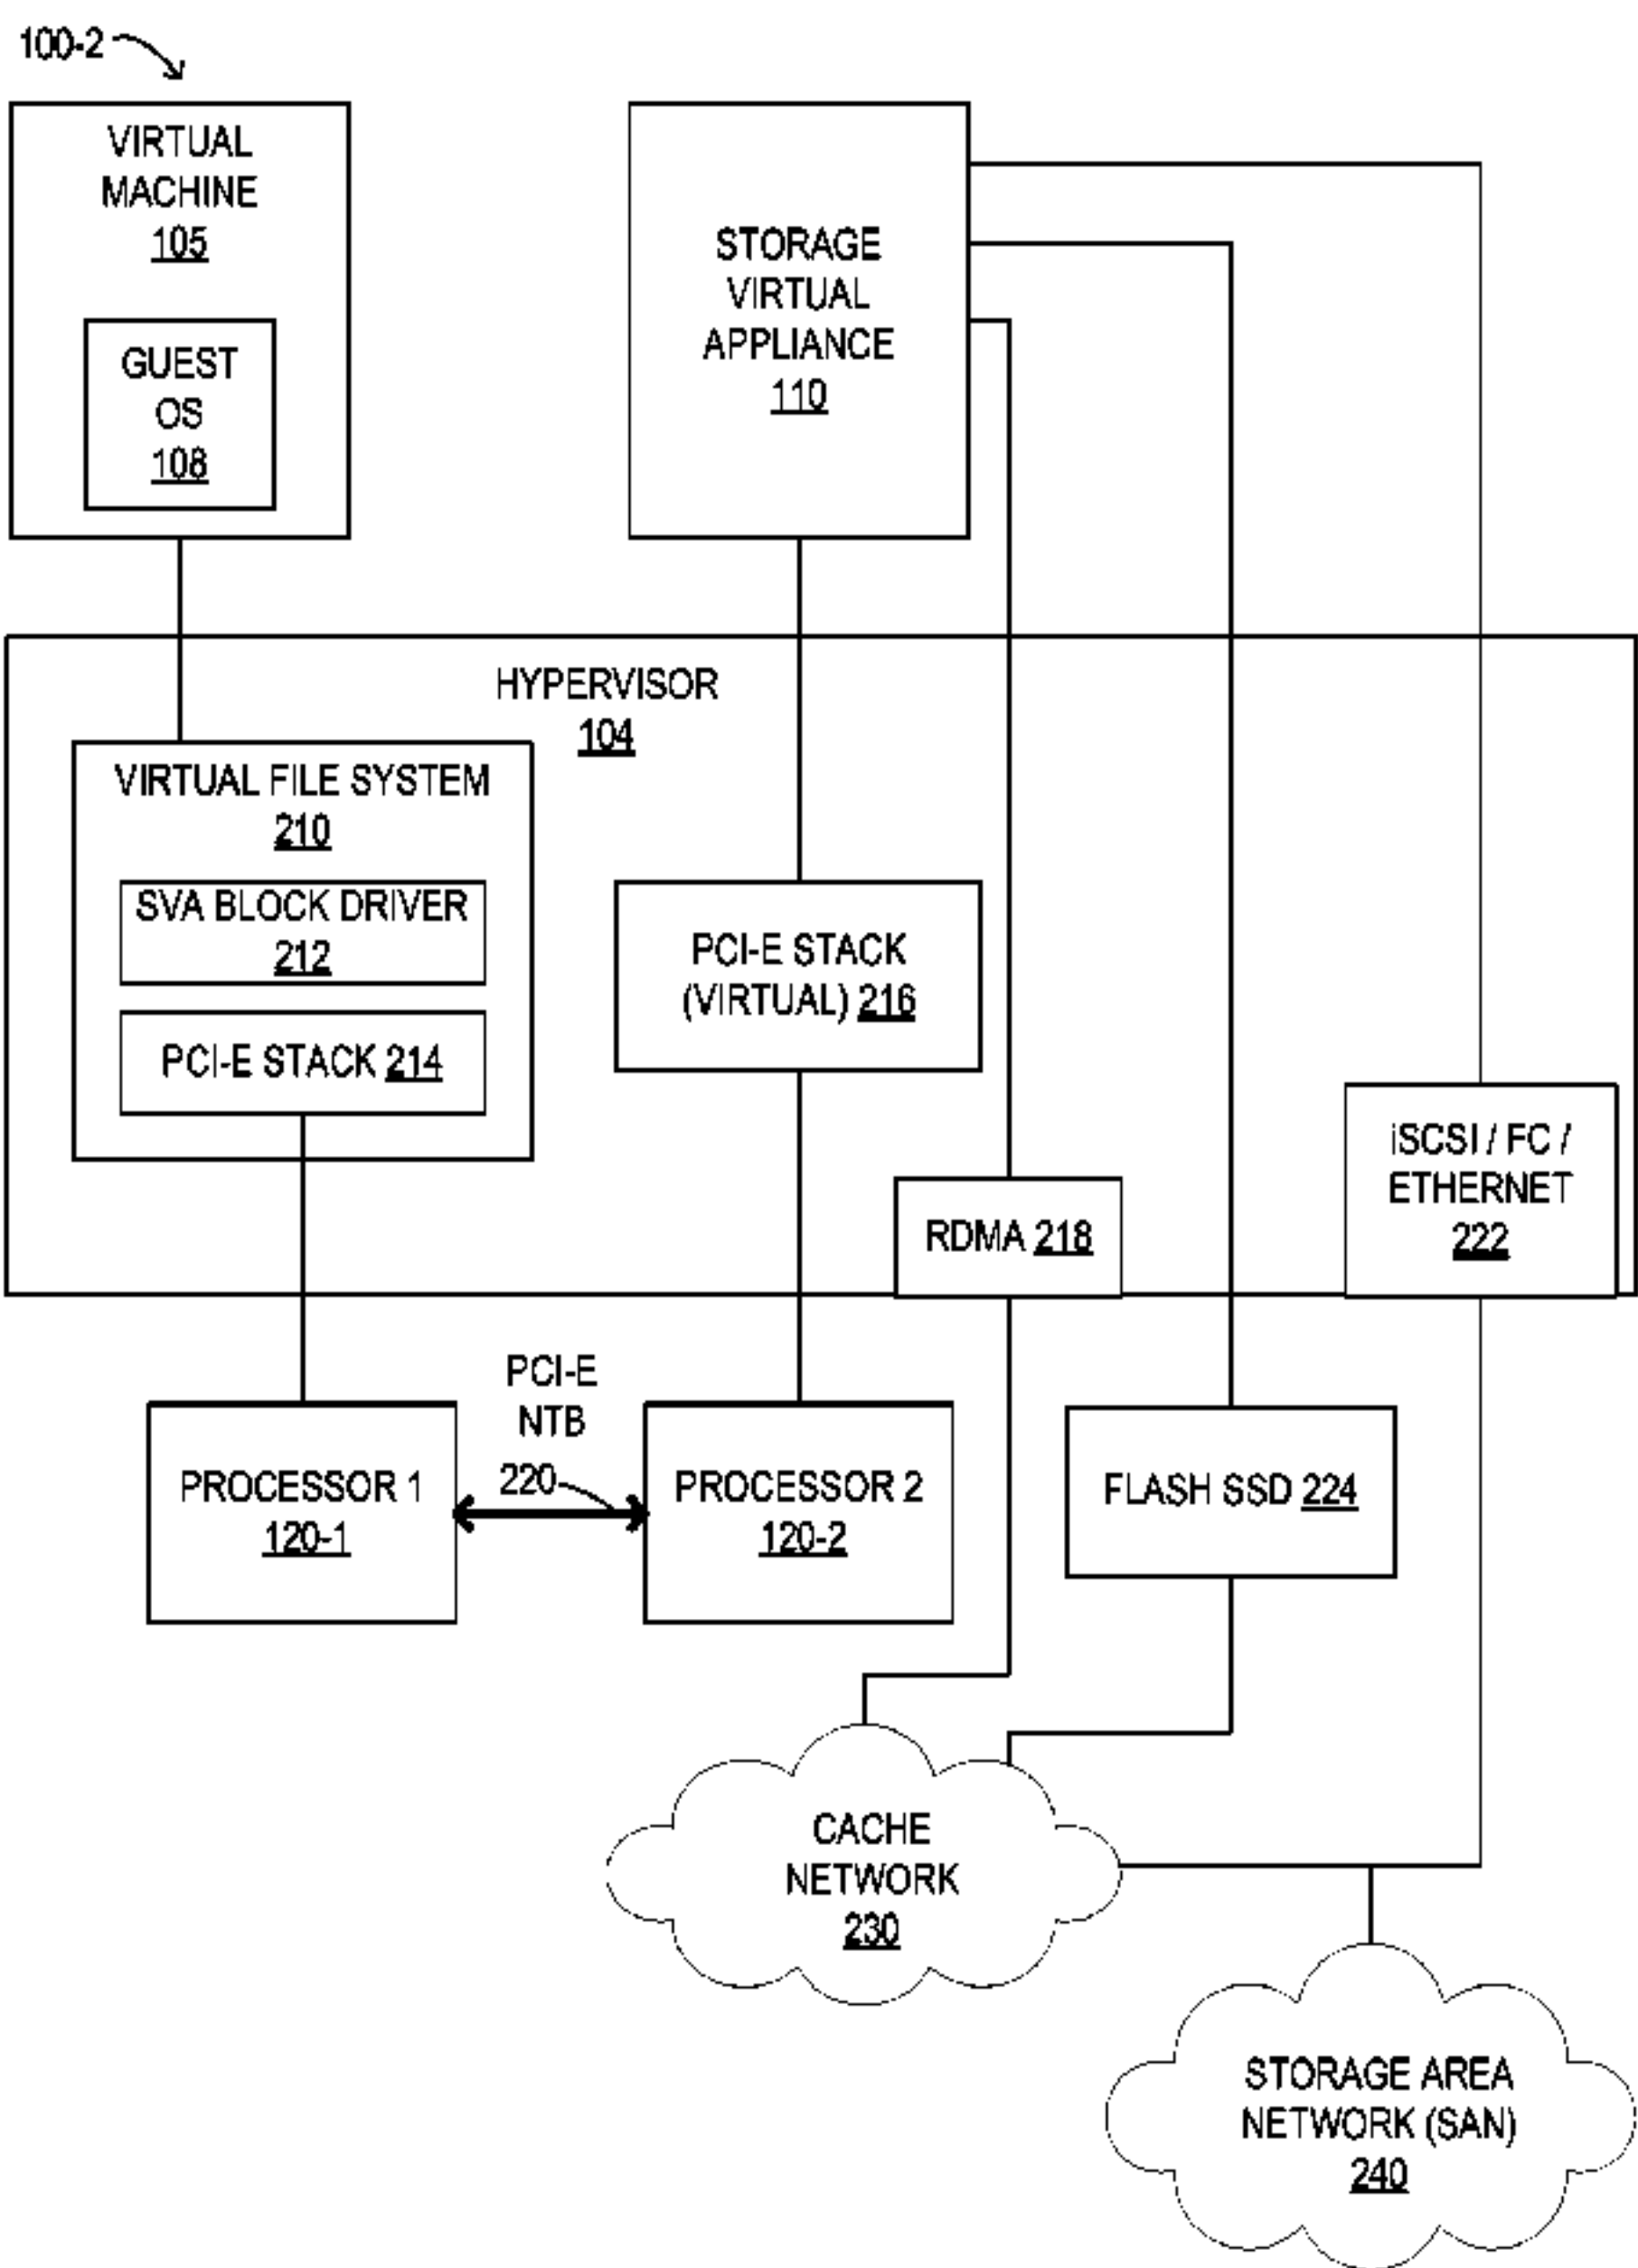 100-2
VIRTUAL
MACHINE
105
GUEST
OS
108
STORAGE
VIRTUAL
APPLIANCE
110
HYPERVISOR
104
VIRTUAL FILE SYSTEM
210
SVA BLOCK DRIVER
212
PCI-E STACK 214
PCI-E STACK
(VIRTUAL) 216
RDMA 218
iSCSI / FC /
ETHERNET
222
PROCESSOR 1
120-1
PCI-E
NTB
220
PROCESSOR 2
120-2
FLASH SSD 224
CACHE
NETWORK
230
STORAGE AREA
NETWORK (SAN)
240